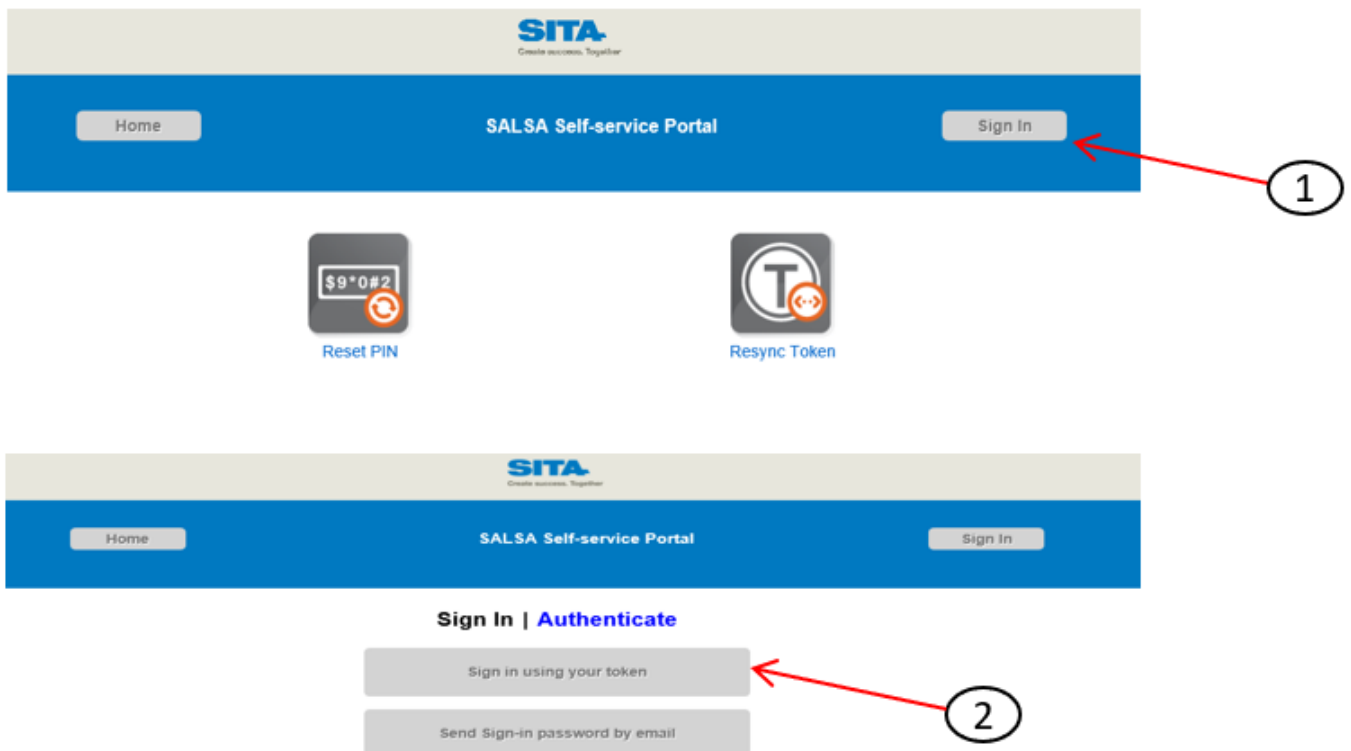 SITA
Create success. Together
Home
SALSA Self-service Portal
Sign In
1
$9*0#2
T
Reset PIN
Resync Token
SITA
Create success. Together
Home
SALSA Self-service Portal
Sign In
Sign In | Authenticate
Sign in using your token
2
Send Sign-in password by email